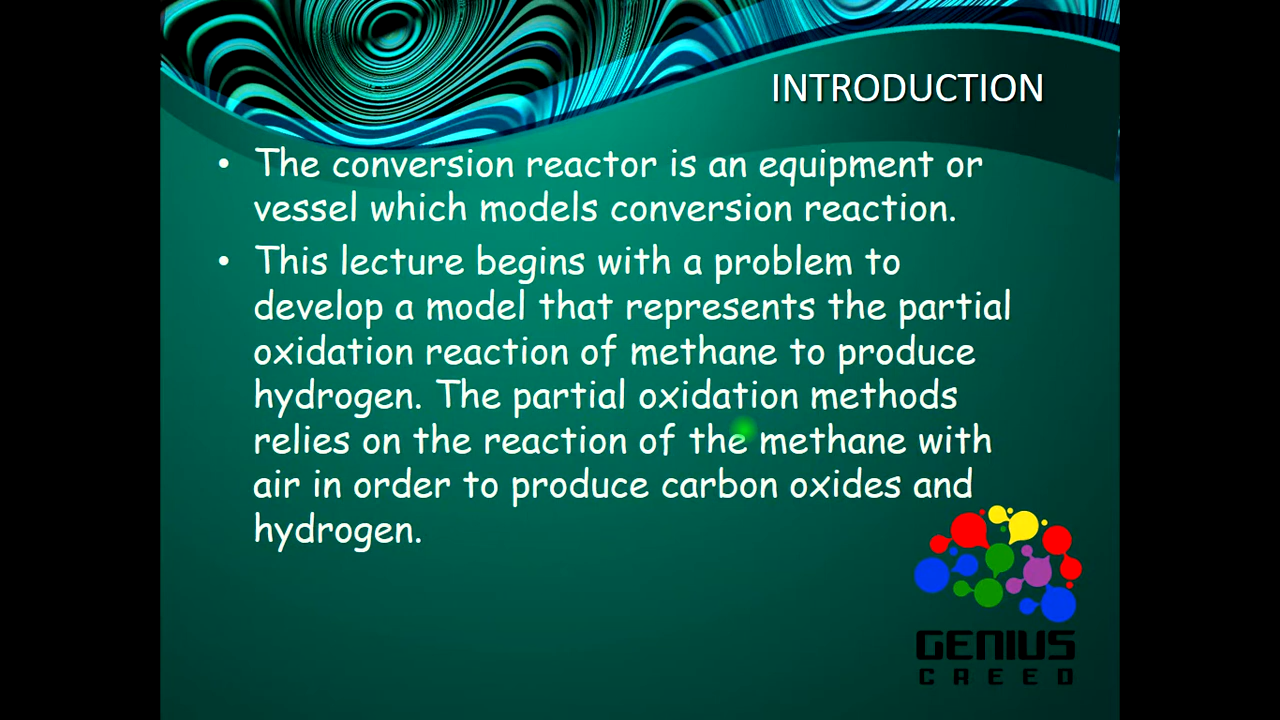 INTRODUCTION
• The conversion reactor is an equipment or
vessel which models conversion reaction.
• This lecture begins with a problem to
develop a model that represents the partial
oxidation reaction of methane to produce
hydrogen. The partial oxidation methods
relies on the reaction of the methane with
air in order to produce carbon oxides and
hydrogen.
GENIUS
CREED